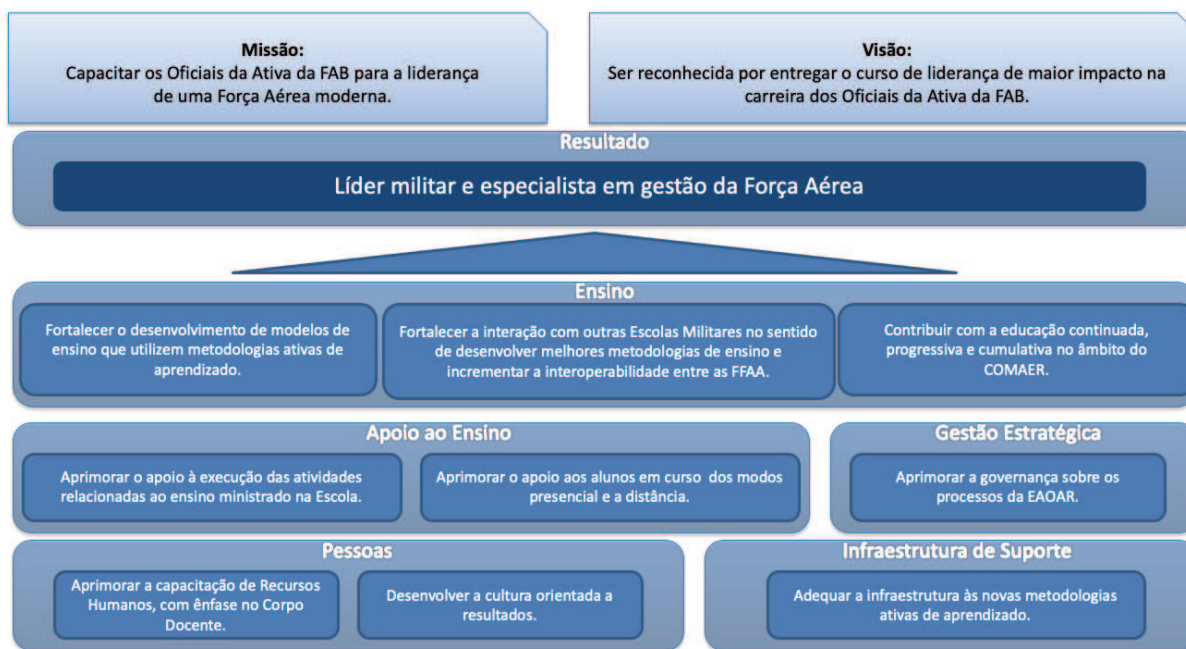 Missão:
Capacitar os Oficiais da Ativa da FAB para a liderança
de uma Força Aérea moderna.
Visão:
Ser reconhecida por entregar o curso de liderança de maior impacto na
carreira dos Oficiais da Ativa da FAB.
Resultado
Líder militar e especialista em gestão da Força Aérea
Ensino
Fortalecer o desenvolvimento de modelos de
ensino que utilizem metodologias ativas de
aprendizado.
Fortalecer a interação com outras Escolas Militares no sentido
de desenvolver melhores metodologias de ensino e
incrementar a interoperabilidade entre as FFAA.
Contribuir com a educação continuada,
progressiva e cumulativa no âmbito do
COMAER.
Apoio ao Ensino
Aprimorar o apoio à execução das atividades
relacionadas ao ensino ministrado na Escola.
Aprimorar o apoio aos alunos em curso dos modos
presencial e a distância.
Gestão Estratégica
Aprimorar a governança sobre os
processos da EAOAR.
Pessoas
Aprimorar a capacitação de Recursos
Humanos, com ênfase no Corpo
Docente.
Desenvolver a cultura orientada a
resultados.
Infraestrutura de Suporte
Adequar a infraestrutura às novas metodologias
ativas de aprendizado.